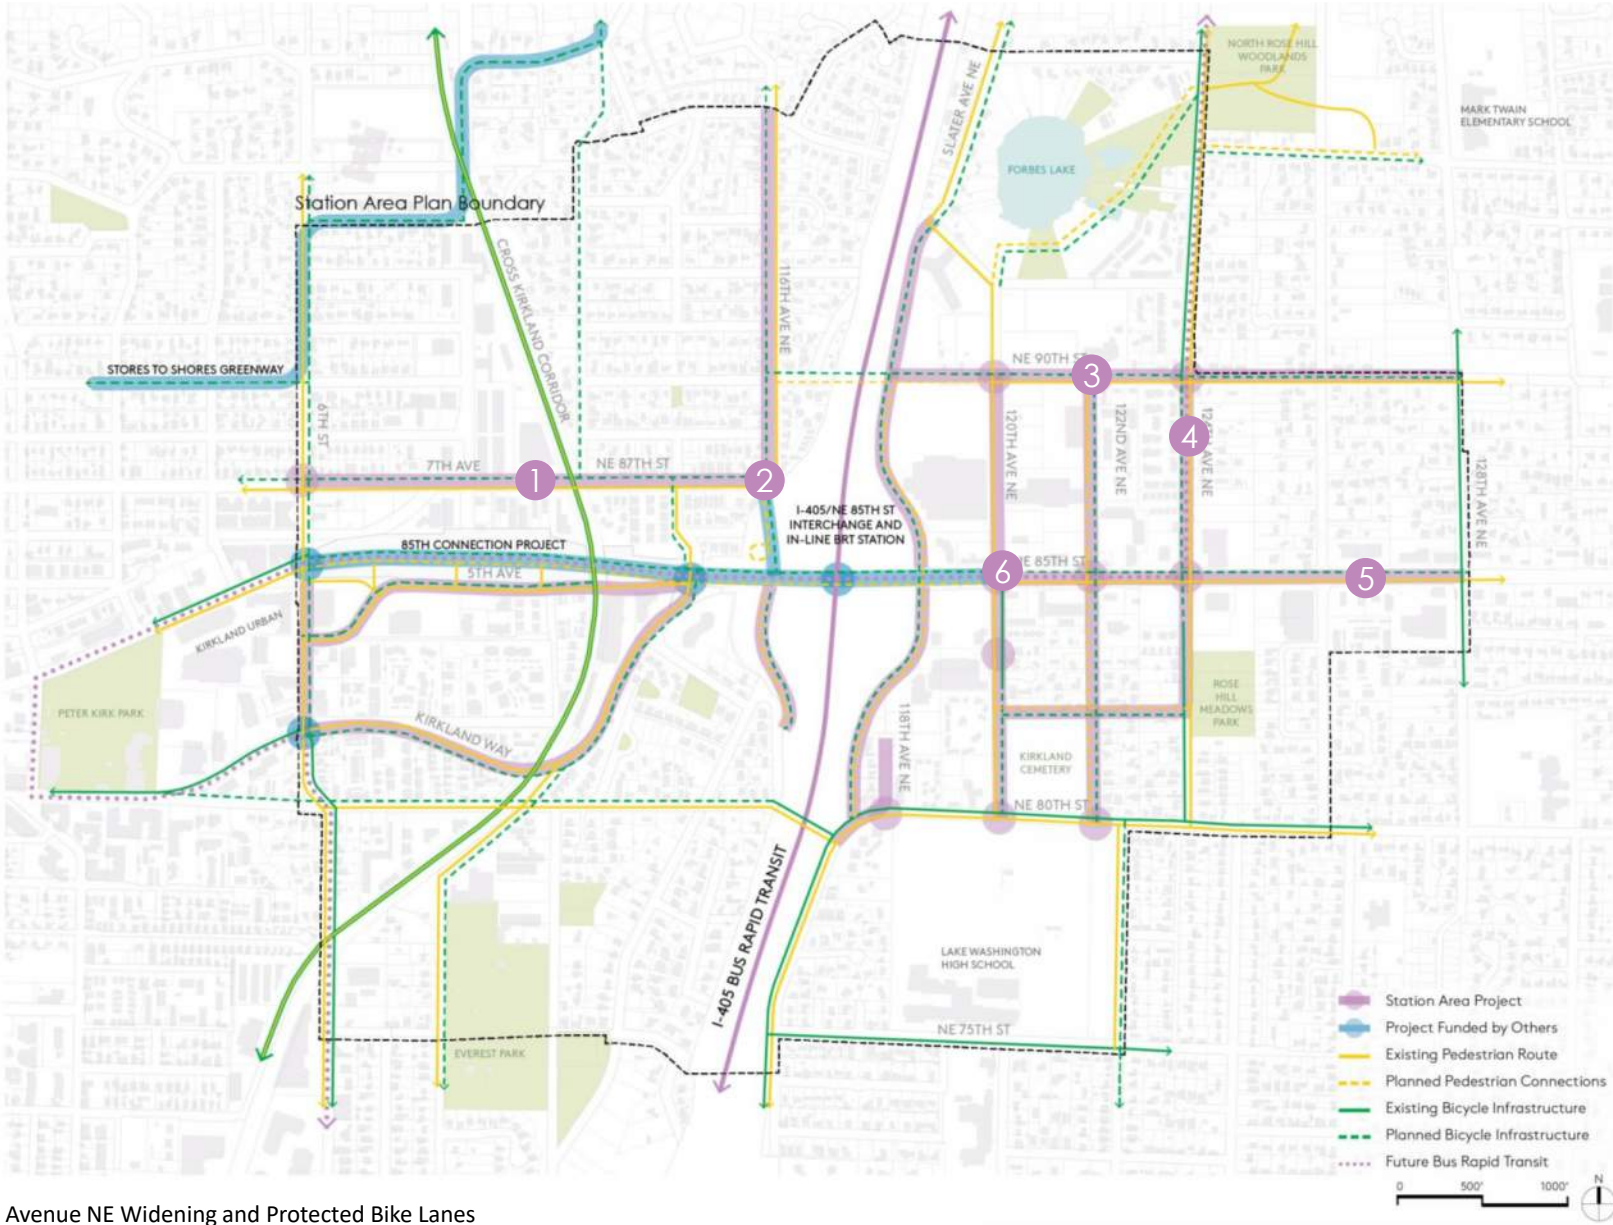 NORTH ROSE HILL
WOODLANDS
PARK
MARK TWAIN
ELEMENTARY SCHOOL
SLATER AVE NE
FORBES LAKE
Station Area Plan Boundary
CROSS KIRKLAND CORRIDOR
116TH AVE NE
STORES TO SHORES GREENWAY
NE 90TH ST
3
6TH ST
120TH AVE NE
122ND AVE NE
4
AVE NE
128TH AVE NE
7TH AVE
1
NE 87TH ST
2
I-405/NE 85TH ST
INTERCHANGE AND
IN-LINE BRT STATION
85TH CONNECTION PROJECT
5TH AVE
6
E 85TH ST
5
KIRKLAND URBAN
PETER KIRK PARK
KIRKLAND WAY
118TH AVE NE
ROSE
HILL
MEADOWS
PARK
KIRKLAND
CEMETERY
NE 80TH ST
I-405 BUS RAPID TRANSIT
LAKE WASHINGTON
HIGH SCHOOL
NE 75TH ST
EVEREST PARK
Station Area Project
Project Funded by Others
Existing Pedestrian Route
Planned Pedestrian Connections
Existing Bicycle Infrastructure
Planned Bicycle Infrastructure
Future Bus Rapid Transit
0 500' 1000'
N
Avenue NE Widening and Protected Bike Lanes